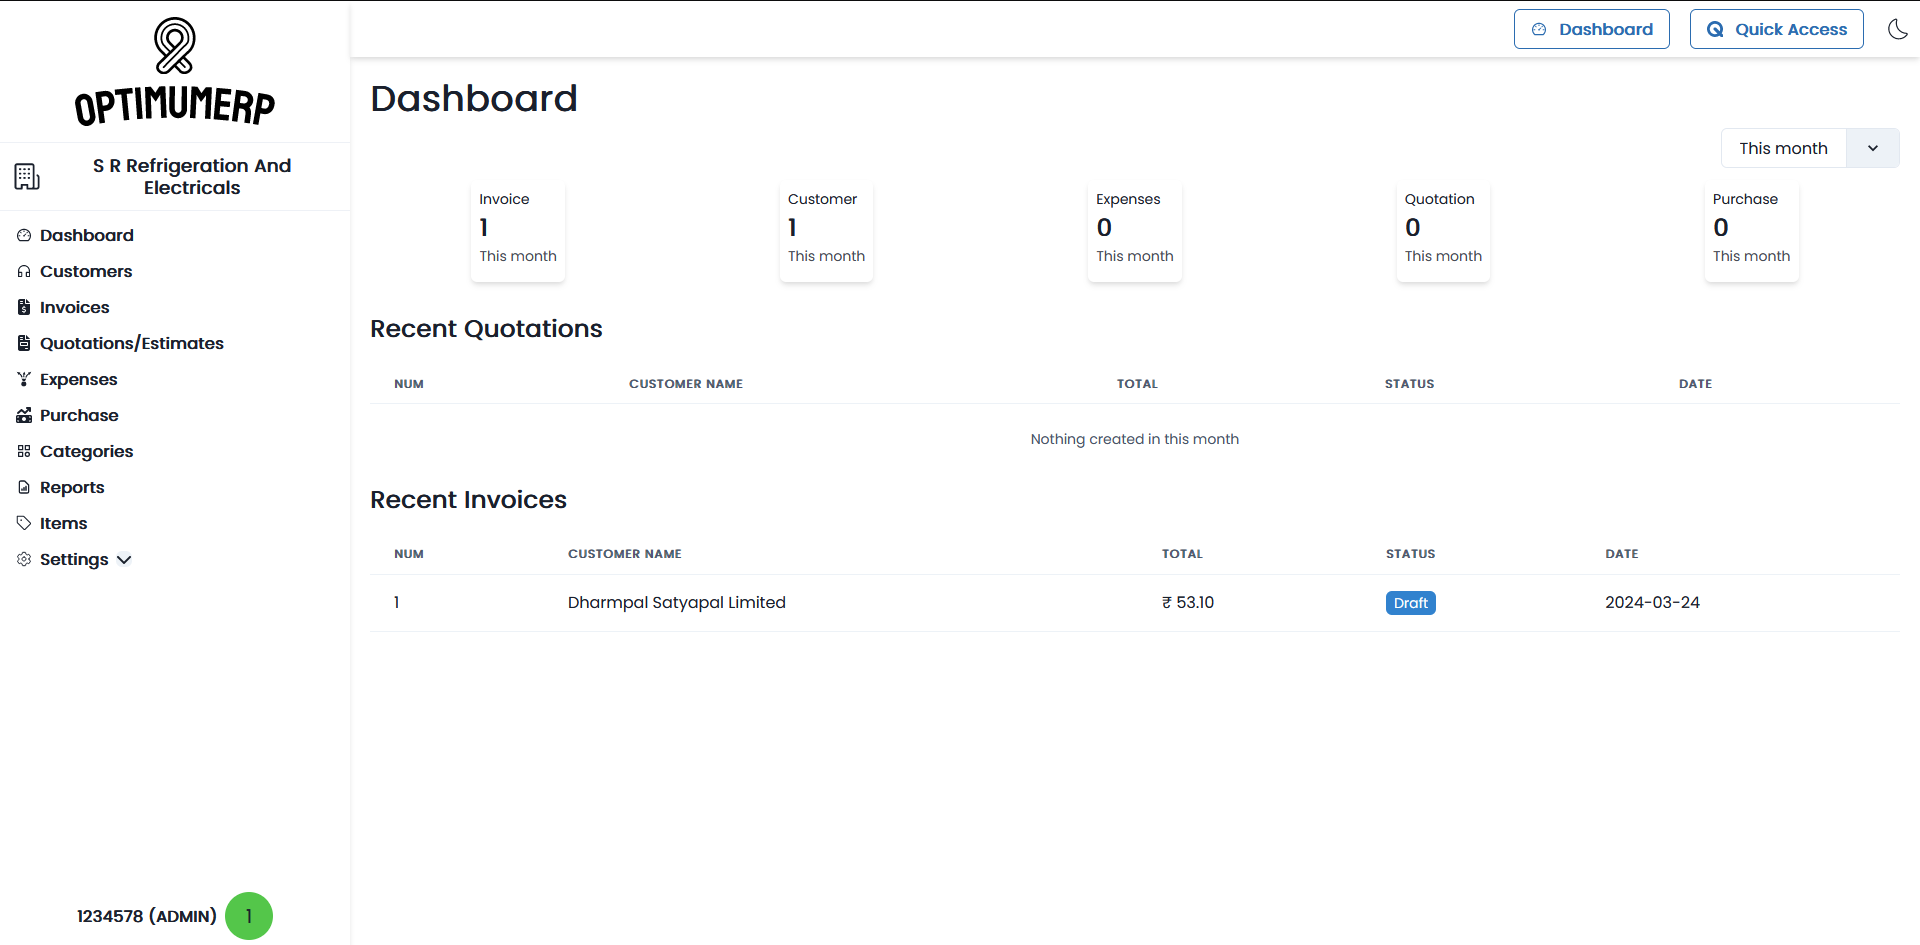 OPTIMUMERP
S R Refrigeration And
Electricals
Dashboard
Customers
Invoices
Quotations/Estimates
Expenses
Purchase
Categories
Reports
Items
Settings
1234578 (ADMIN) 1
Dashboard Quick Access
Dashboard
This month
Invoice Customer Expenses Quotation Purchase
1 1 0 0 0
This month This month This month This month This month
Recent Quotations
NUM CUSTOMER NAME TOTAL STATUS DATE
Nothing created in this month
Recent Invoices
NUM CUSTOMER NAME TOTAL STATUS DATE
1 Dharmpal Satyapal Limited ₹ 53.10 Draft 2024-03-24